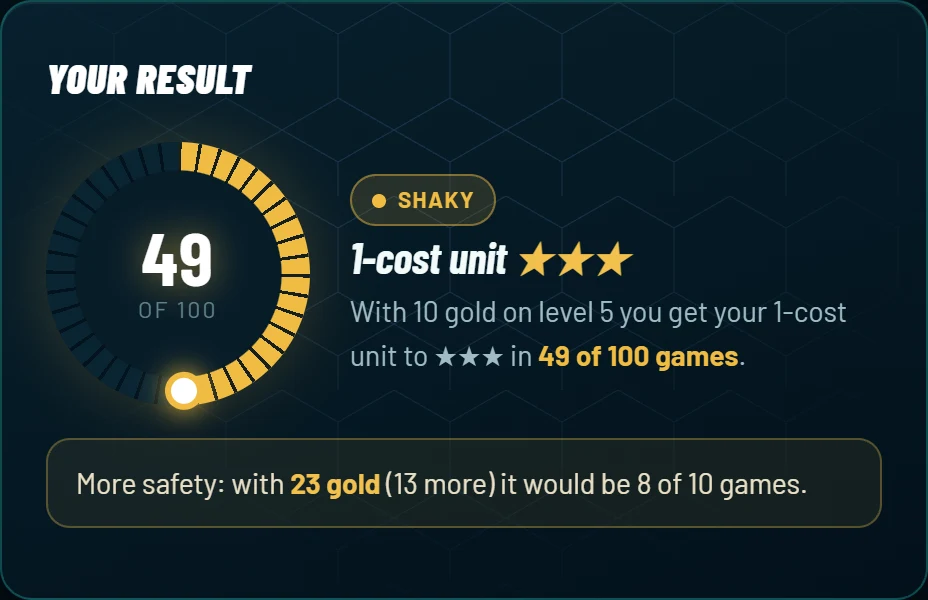 YOUR RESULT
49
OF 100
SHAKY
1-cost unit ★★★
With 10 gold on level 5 you get your 1-cost
unit to ★★★ in 49 of 100 games.
More safety: with 23 gold (13 more) it would be 8 of 10 games.